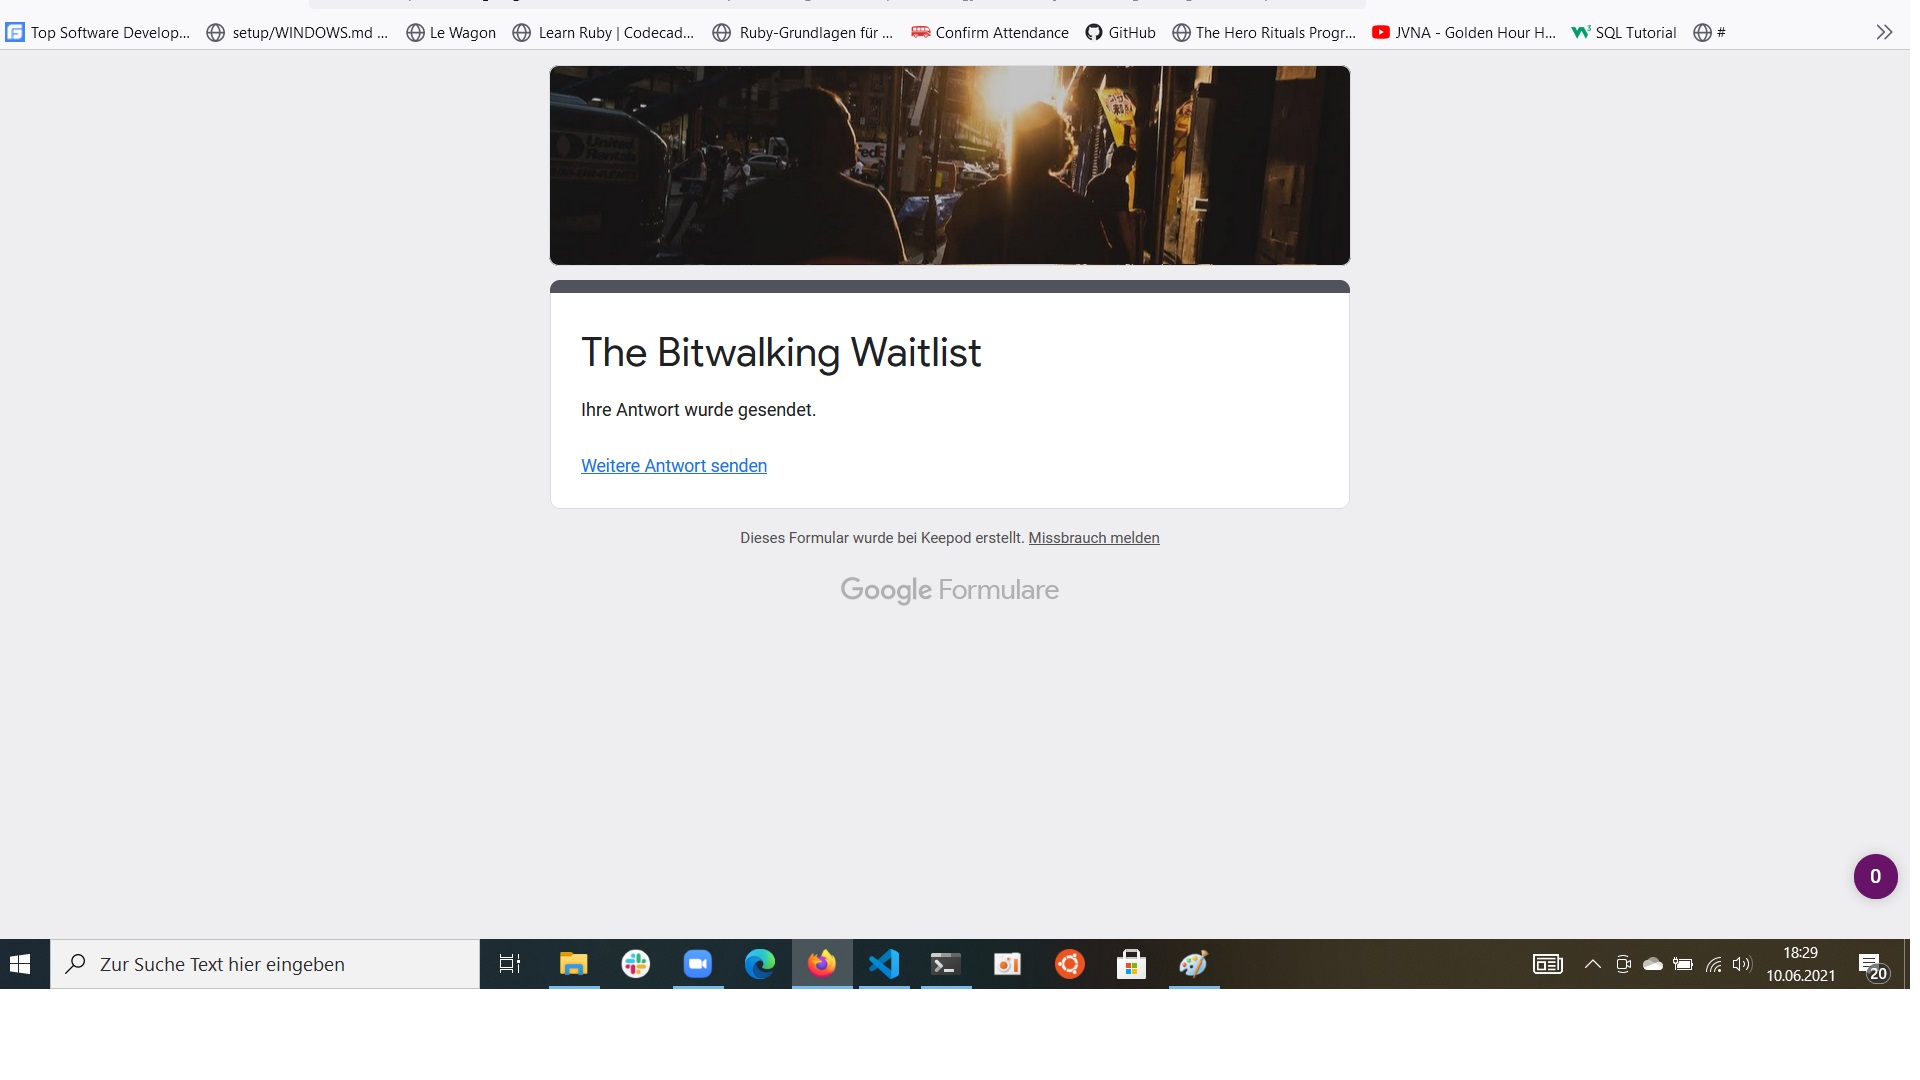 Top Software Develop... setup/WINDOWS.md ... Le Wagon Learn Ruby | Codecad... Ruby-Grundlagen für ... Confirm Attendance GitHub The Hero Rituals Progr... JVNA - Golden Hour H... SQL Tutorial #
United
Rentals
FedEx
The Bitwalking Waitlist
Ihre Antwort wurde gesendet.
Weitere Antwort senden
Dieses Formular wurde bei Keepod erstellt. Missbrauch melden
Google Formulare
0
Zur Suche Text hier eingeben
18:29
10.06.2021
20